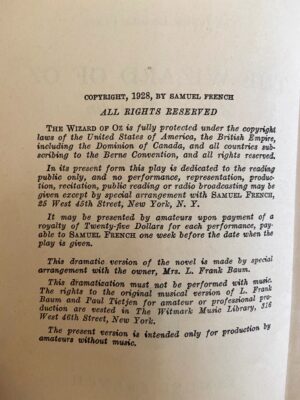 COPYRIGHT, 1928, BY SAMUEL FRENCH
ALL RIGHTS RESERVED
THE WIZARD OF OZ is fully protected under the copyright
laws of the United States of America, the British Empire,
including the Dominion of Canada, and all countries sub-
scribing to the Berne Convention, and all rights reserved.
In its present form this play is dedicated to the reading
public only, and no performance, representation, produc-
tion, recitation, public reading or radio broadcasting may be
given except by special arrangement with SAMUEL FRENCH,
25 West 45th Street, New York, N. Y.
It may be presented by amateurs upon payment of a
royalty of Twenty-five Dollars for each performance, pay-
able to SAMUEL FRENCH one week before the date when the
play is given.
This dramatic version of the novel is made by special
arrangement with the owner, Mrs. L. Frank Baum.
This dramatization must not be performed with music.
The rights to the original musical version of L. Frank
Baum and Paul Tietjen for amateur or professional pro-
duction are vested in The Witmark Music Library, 316
West 46th Street, New York.
The present version is intended only for production by
amateurs without music.